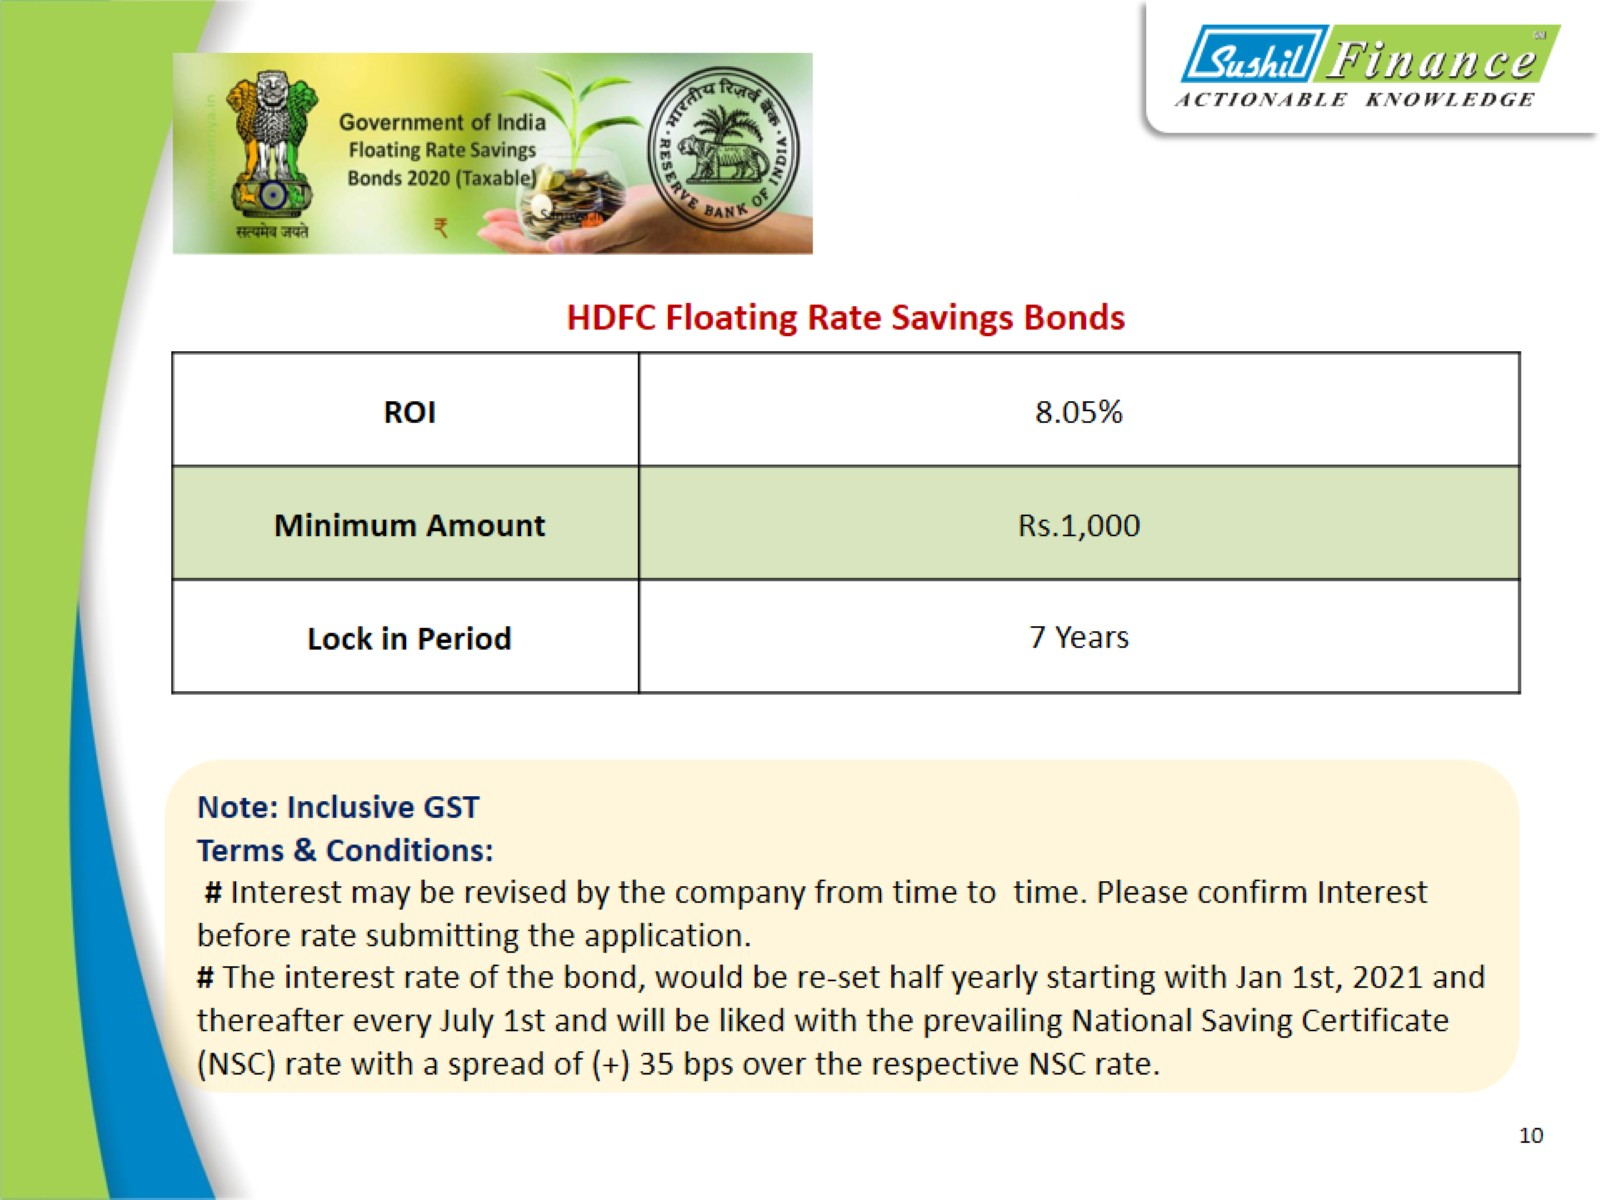 Sushil Finance
SM
ACTIONABLE KNOWLEDGE
Government of India
Floating Rate Savings
Bonds 2020 (Taxable)
₹
सत्यमेव जयते
भारतीय रिज़र्व बैंक
RESERVE BANK OF INDIA
HDFC Floating Rate Savings Bonds
ROI 8.05%
Minimum Amount Rs.1,000
Lock in Period 7 Years
Note: Inclusive GST
Terms & Conditions:
# Interest may be revised by the company from time to  time. Please confirm Interest
before rate submitting the application.
# The interest rate of the bond, would be re-set half yearly starting with Jan 1st, 2021 and
thereafter every July 1st and will be liked with the prevailing National Saving Certificate
(NSC) rate with a spread of (+) 35 bps over the respective NSC rate.
10